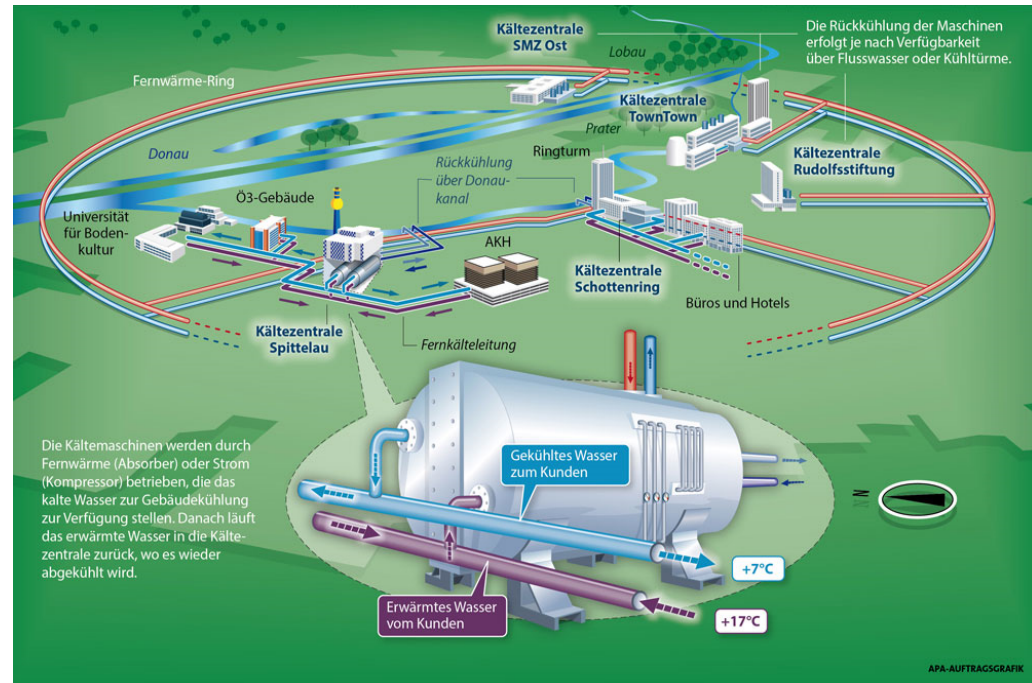 Kältezentrale
SMZ Ost
Lobau
Die Rückkühlung der Maschinen
erfolgt je nach Verfügbarkeit
über Flusswasser oder Kühltürme.
Fernwärme-Ring
Kältezentrale
TownTown
Prater
Donau
Ringturm
Kältezentrale
Rudolfsstiftung
Rückkühlung
über Donau-
kanal
Ö3-Gebäude
Universität
für Boden-
kultur
AKH
Kältezentrale
Schottenring
Büros und Hotels
Kältezentrale
Spittelau
Fernkälteleitung
Die Kältemaschinen werden durch
Fernwärme (Absorber) oder Strom
(Kompressor) betrieben, die das
kalte Wasser zur Gebäudekühlung
zur Verfügung stellen. Danach läuft
das erwärmte Wasser in die Kälte-
zentrale zurück, wo es wieder
abgekühlt wird.
Gekühltes Wasser
zum Kunden
N
+7°C
Erwärmtes Wasser
vom Kunden
+17°C
APA-AUFTRAGSGRAFIK